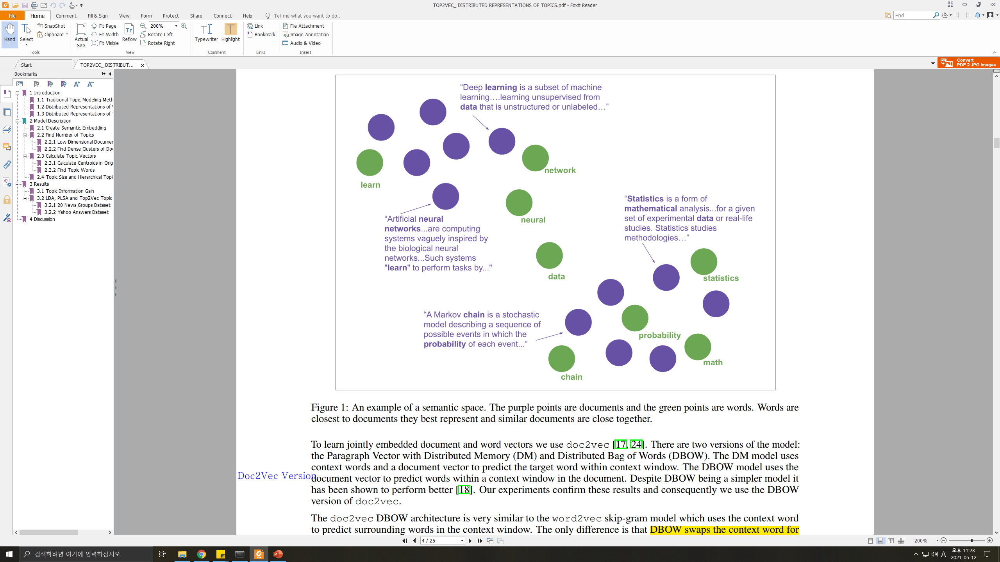 TOP2VEC_ DISTRIBUTED REPRESENTATIONS OF TOPICS.pdf - Foxit Reader
File Home Comment Fill & Sign View Form Protect Share Connect Help Tell me what you want to do.. Find
Hand
Select
SnapShot
Clipboard
Tools
Actual Size
Fit Page
Fit Width
Fit Visible
Reflow
200%
Rotate Left
Rotate Right
View
Typewriter
Highlight
Comment
Link
Bookmark
Links
File Attachment
Image Annotation
Audio & Video
Insert
Start
TOP2VEC_ DISTRIBUT...
Convert
PDF 2 JPG Images
Bookmarks
1 Introduction
1.1 Traditional Topic Modeling Meth
1.2 Distributed Representations of
1.3 Distributed Representations of
2 Model Description
2.1 Create Semantic Embedding
2.2 Find Number of Topics
2.2.1 Low Dimensional Documer
2.2.2 Find Dense Clusters of Do
2.3 Calculate Topic Vectors
2.3.1 Calculate Centroids in Orig
2.3.2 Find Topic Words
2.4 Topic Size and Hierarchical Topi
3 Results
3.1 Topic Information Gain
3.2 LDA, PLSA and Top2Vec Topic
3.2.1 20 News Groups Dataset
3.2.2 Yahoo Answers Dataset
4 Discussion
“Deep learning is a subset of machine
learning….learning unsupervised from
data that is unstructured or unlabeled…”
network
learn
neural
“Artificial neural
networks...are computing
systems vaguely inspired by
the biological neural
networks...Such systems
"learn" to perform tasks by..."
“Statistics is a form of
mathematical analysis...for a given
set of experimental data or real-life
studies. Statistics studies
methodologies…”
data
statistics
“A Markov chain is a stochastic
model describing a sequence of
possible events in which the
probability of each event...”
probability
math
chain
Figure 1: An example of a semantic space. The purple points are documents and the green points are words. Words are
closest to documents they best represent and similar documents are close together.
To learn jointly embedded document and word vectors we use doc2vec [17, 24]. There are two versions of the model:
the Paragraph Vector with Distributed Memory (DM) and Distributed Bag of Words (DBOW). The DM model uses
context words and a document vector to predict the target word within context window. The DBOW model uses the
Doc2Vec Version
document vector to predict words within a context window in the document. Despite DBOW being a simpler model it
has been shown to perform better [18]. Our experiments confirm these results and consequently we use the DBOW
version of doc2vec.
The doc2vec DBOW architecture is very similar to the word2vec skip-gram model which uses the context word
to predict surrounding words in the context window. The only difference is that DBOW swaps the context word for
4 / 25
200%
검색하려면 여기에 입력하십시오.
A
오후 11:23
2021-05-12